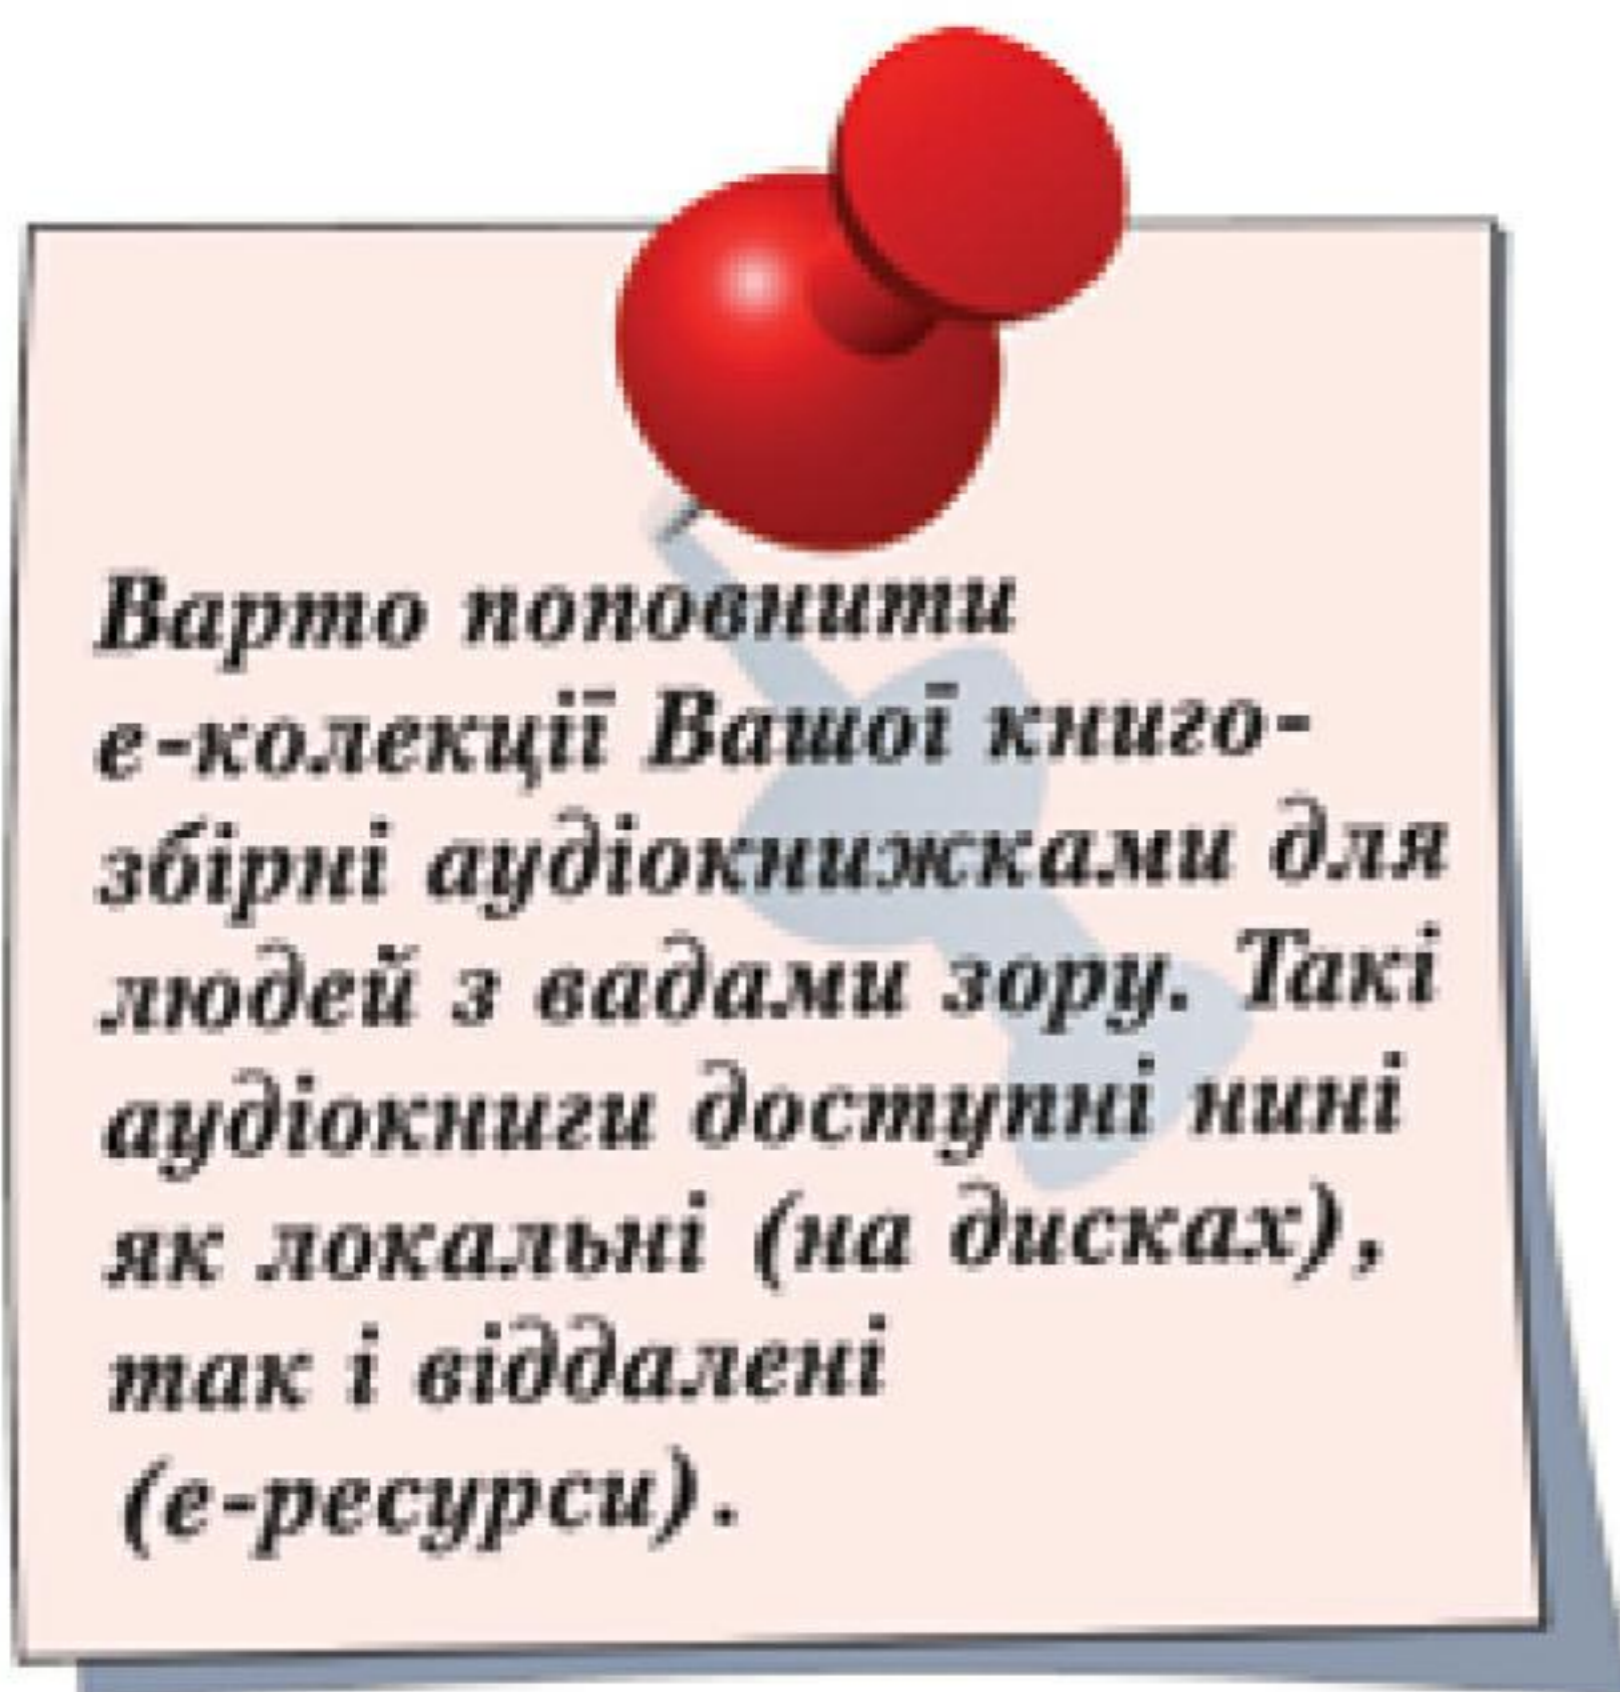 Варто поповнити
е-колекції Вашої книго-
збірні аудіокнижками для
людей з вадами зору. Такі
аудіокниги доступні нині
як локальні (на дисках),
так і віддалені
(е-ресурси).